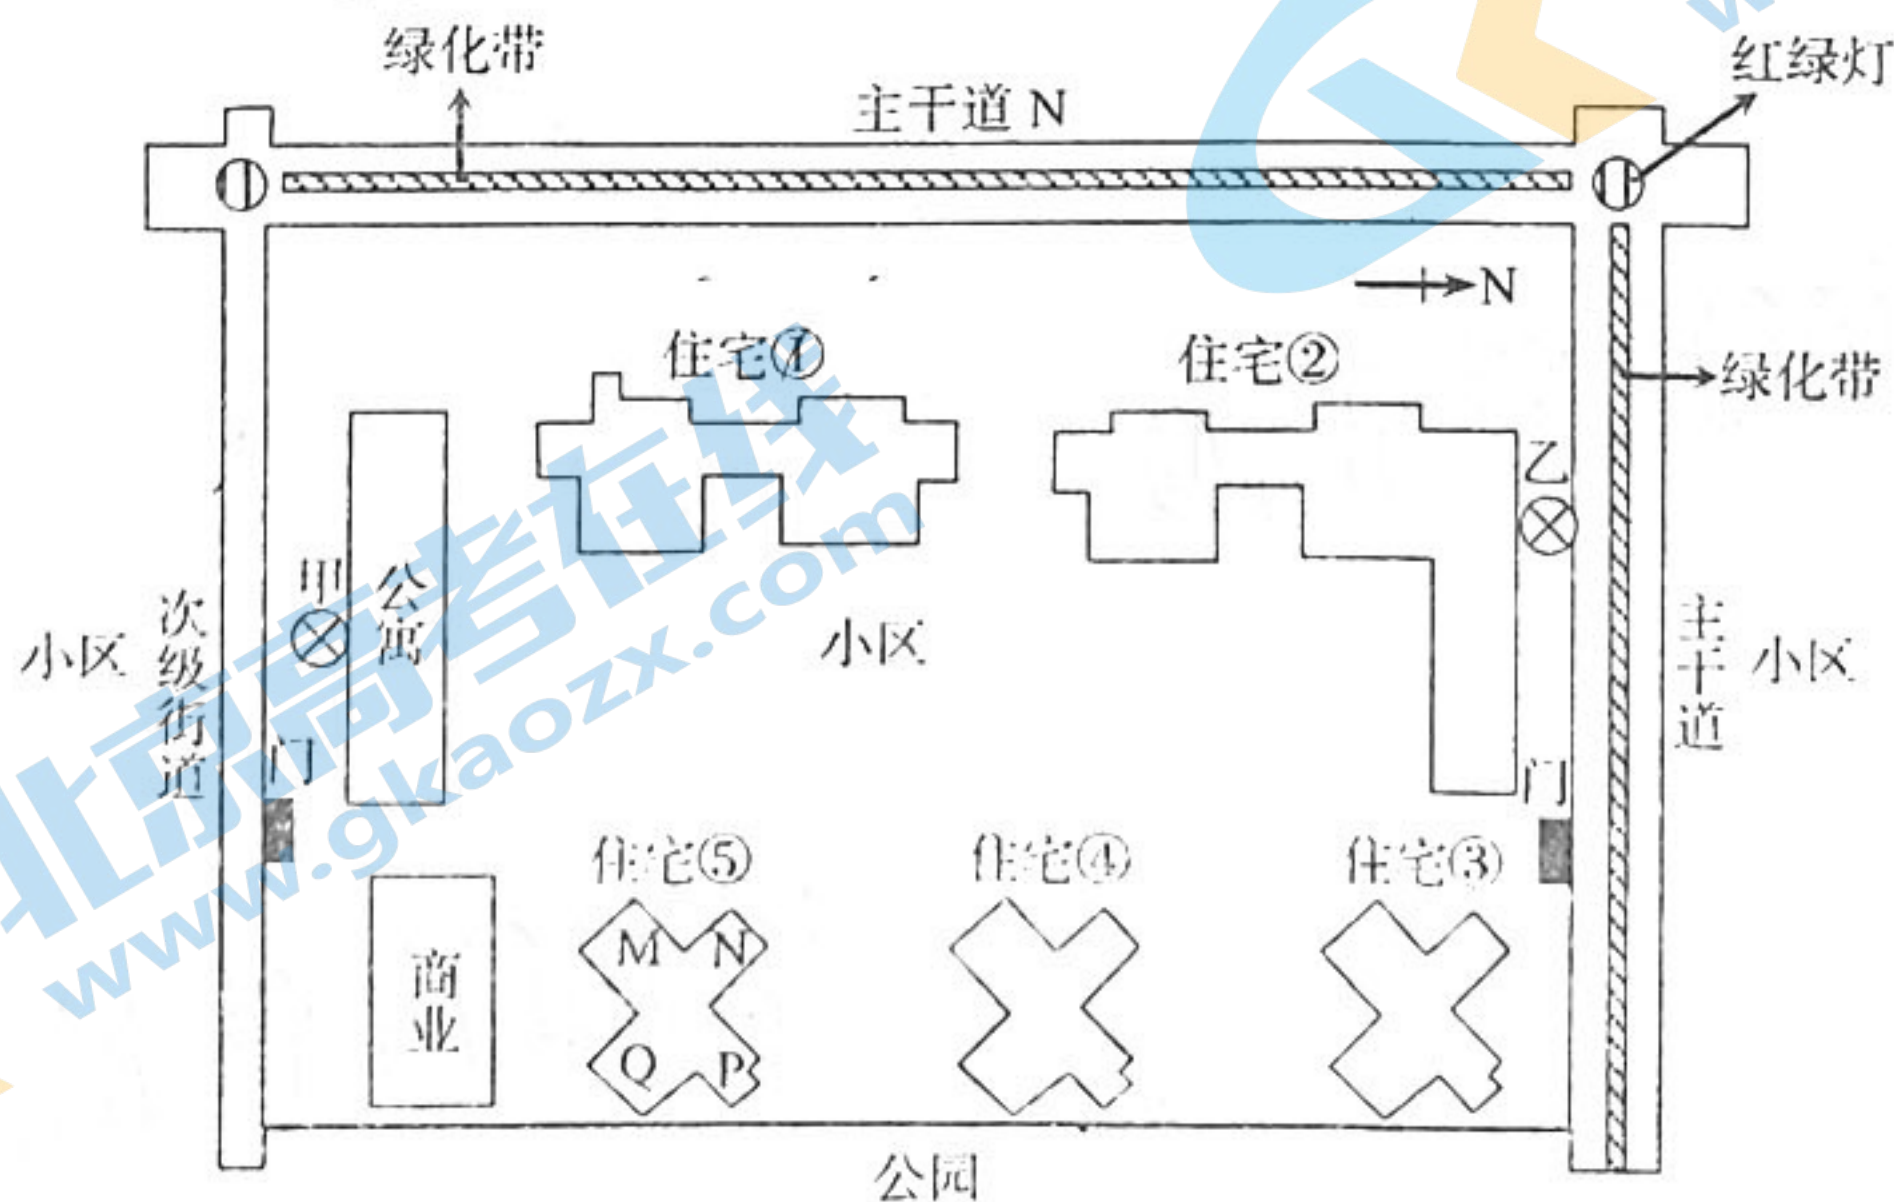 绿化带
红绿灯
主干道 N
N
住宅①
住宅②
绿化带
乙
甲
公寓
小区
次级街道
小区
主干道
小区
门
门
住宅⑤
住宅④
住宅③
M
N
商业
Q
P
公园
北京高考在线
www.gkaozx.com